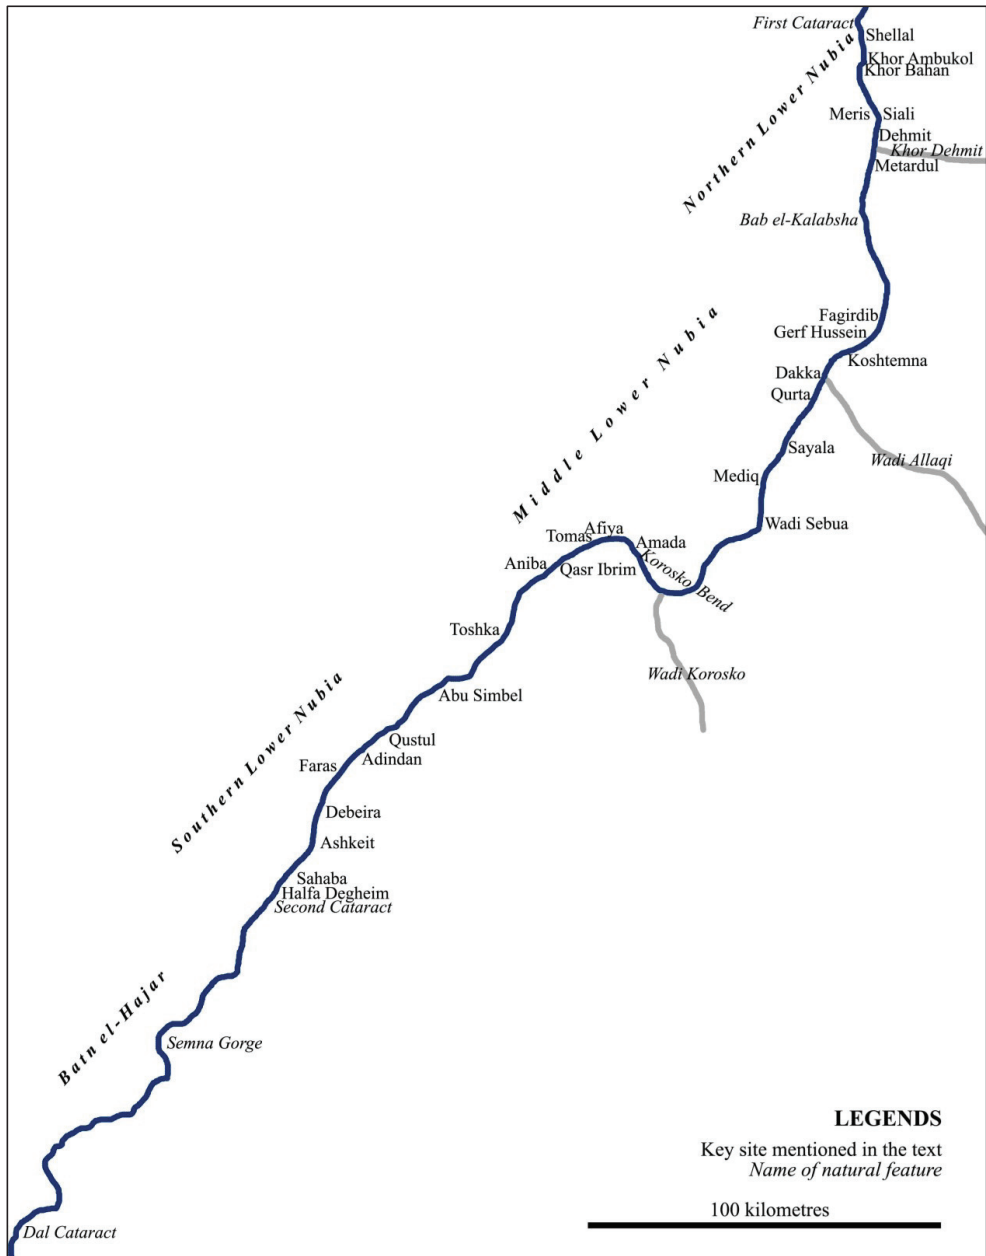 First Cataract
Shellal
Khor Ambukol
Khor Bahan
Northern Lower Nubia
Meris
Siali
Dehmit
Khor Dehmit
Metardul
Bab el-Kalabsha
Fagirdib
Gerf Hussein
Koshtemna
Dakka
Qurta
Middle Lower Nubia
Sayala
Wadi Allaqi
Mediq
Wadi Sebua
Afiya
Tomas
Amada
Aniba
Qasr Ibrim
Korosko Bend
Toshka
Wadi Korosko
Abu Simbel
Southern Lower Nubia
Qustul
Adindan
Faras
Debeira
Ashkeit
Sahaba
Halfa Degheim
Second Cataract
Batn el-Hajar
Semna Gorge
LEGENDS
Key site mentioned in the text
Name of natural feature
100 kilometres
Dal Cataract